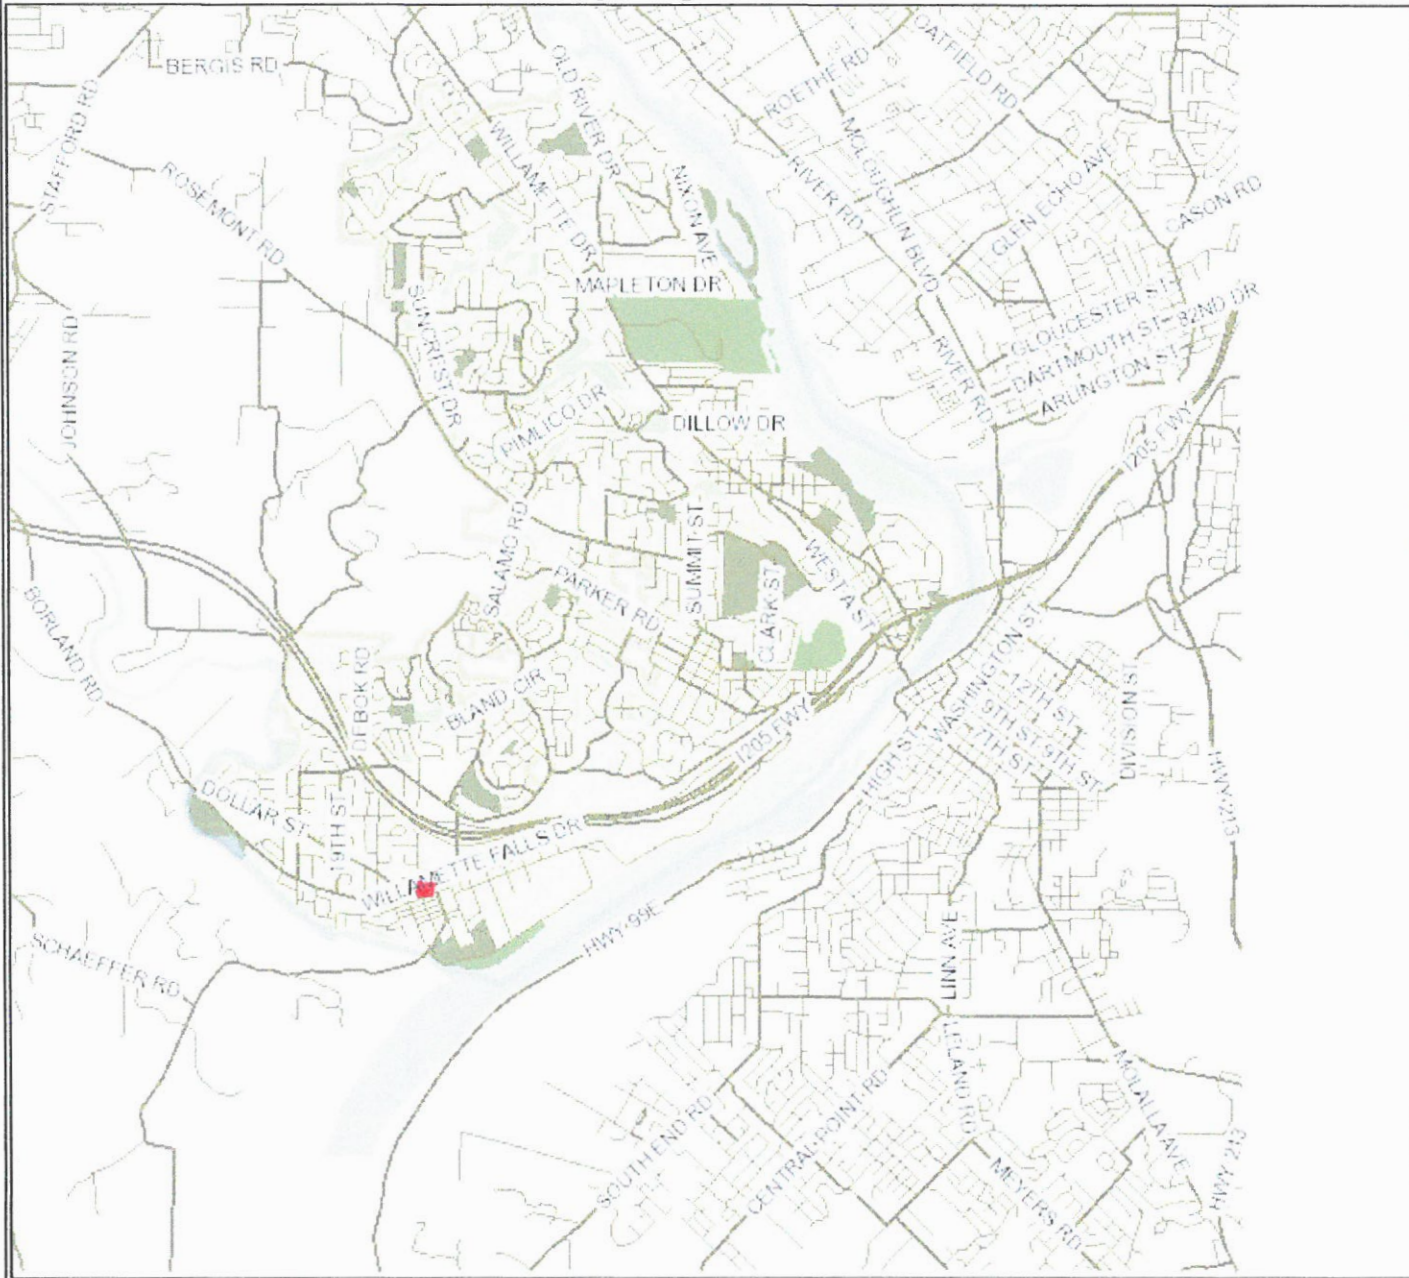 BERGIS RD
STAFFORD RD
ROSEMONT RD
OLD RIVER DR
WILLAMETTE DR
NIXON AVE
ROETHE RD
OATFIELD RD
MCLOUGHLIN BLVD
RIVER RD
GLEN ECHO AVE
CASON RD
MAPLETON DR
SUNCREST DR
JOHNSON RD
GLOUCESTER ST
DARTMOUTH ST
82ND DR
ARLINGTON ST
RIVER RD
PIMLICO DR
DILLOW DR
I205 FWY
SALAMO RD
SUMMIT ST
PARKER RD
CLARK ST
WEST A ST
BORLAND RD
BLAND CIR
WASHINGTON ST
12TH ST
9TH ST
9TH ST
7TH ST
DIVISION ST
I205 FWY
HIGH ST
HWY 213
DOLLAR ST
19TH ST
WILLAMETTE FALLS DR
HWY 99E
SCHAEFFER RD
LINN AVE
LELAND RD
MOLALLA AVE
SOUTH END RD
CENTRAL POINT RD
MEYERS RD
HWY 213